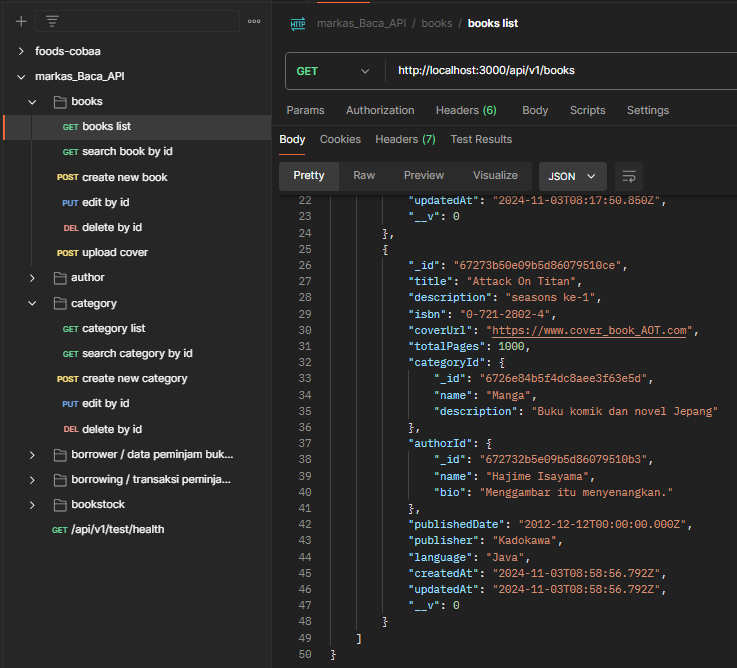 foods-cobaa
markas_Baca_API
books
GET books list
GET search book by id
POST create new book
PUT edit by id
DEL delete by id
POST upload cover
author
category
GET category list
GET search category by id
POST create new category
PUT edit by id
DEL delete by id
borrower / data peminjam buk...
borrowing / transaksi peminja...
bookstock
GET /api/v1/test/health
HTTP markas_Baca_API / books / books list
GET http://localhost:3000/api/v1/books
Params Authorization Headers (6) Body Scripts Settings
Body Cookies Headers (7) Test Results
Pretty Raw Preview Visualize JSON
22 "updatedAt": "2024-11-03T08:17:50.860Z",
23 "__v": 0
24 },
25 {
26 "_id": "67273b50e09b5d86079510ce",
27 "title": "Attack On Titan",
28 "description": "seasons ke-1",
29 "isbn": "0-721-2802-4",
30 "coverUrl": "https://www.cover_book_AOT.com",
31 "totalPages": 1000,
32 "categoryId": {
33 "_id": "6726e84b5f4dc8aee3f63e5d",
34 "name": "Manga",
35 "description": "Buku komik dan novel Jepang"
36 },
37 "authorId": {
38 "_id": "672732b5e09b5d86079510b3",
39 "name": "Hajime Isayama",
40 "bio": "Menggambar itu menyenangkan."
41 },
42 "publishedDate": "2012-12-12T00:00:00.000Z",
43 "publisher": "Kadokawa",
44 "language": "Java",
45 "createdAt": "2024-11-03T08:58:56.792Z",
46 "updatedAt": "2024-11-03T08:58:56.792Z",
47 "__v": 0
48 }
49 ]
50 }